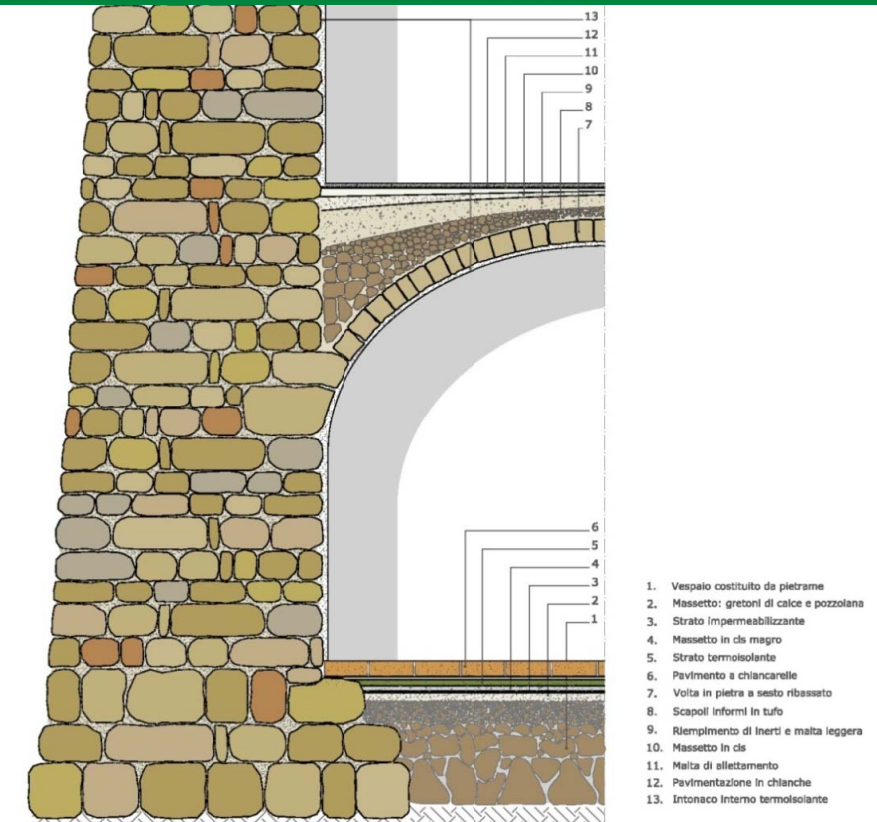 13
12
11
10
9
8
7
6
5
4
3
2
1
1. Vespaio costituito da pietrame
2. Massetto: gretoni di calce e pozzolana
3. Strato impermeabilizzante
4. Massetto in cls magro
5. Strato termoisolante
6. Pavimento a chiancarelle
7. Volta in pietra a sesto ribassato
8. Scapoli informi in tufo
9. Riempimento di inerti e malta leggera
10. Massetto in cls
11. Malta di allettamento
12. Pavimentazione in chianche
13. Intonaco interno termoisolante